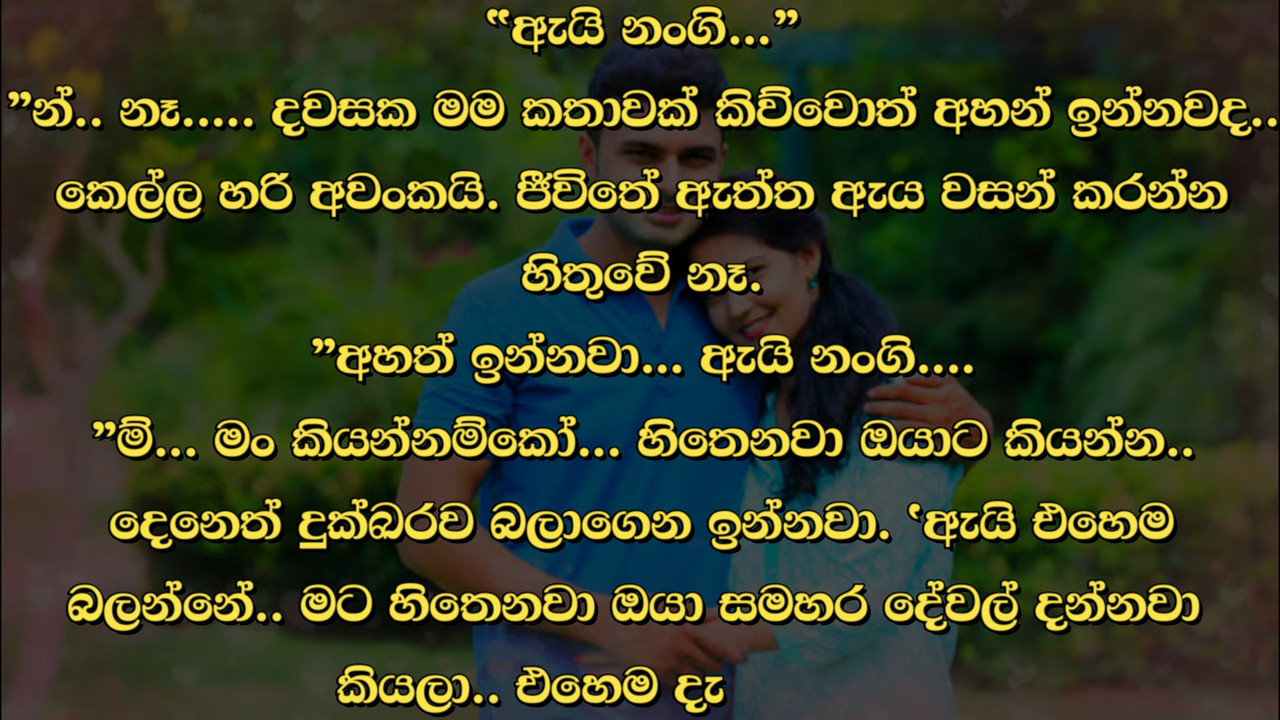 “ඇයි නංගි...”
”න්.. නෑ..... දවසක මම කතාවක් කිව්වොත් අහන් ඉන්නවද..
කෙල්ල හරි අවංකයි. ජීවිතේ ඇත්ත ඇය වසන් කරන්න
හිතුවේ නෑ.
”අහත් ඉන්නවා... ඇයි නංගි....
”ම්... මං කියන්නම්කෝ... හිතෙනවා ඔයාට කියන්න..
දෙනෙත් දුක්ඛරව බලාගෙන ඉන්නවා. ‛ඇයි එහෙම
බලන්නේ.. මට හිතෙනවා ඔයා සමහර දේවල් දන්නවා
කියලා.. එහෙම දැ